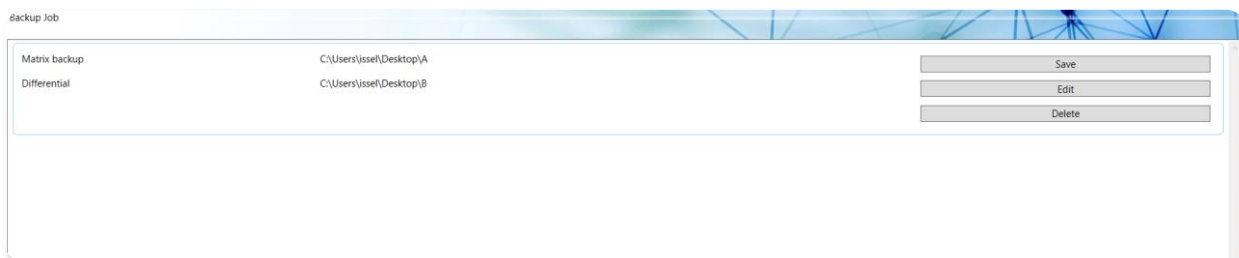 Backup Job
Matrix backup C:\Users\issel\Desktop\A
Save
Differential C:\Users\issel\Desktop\B
Edit
Delete